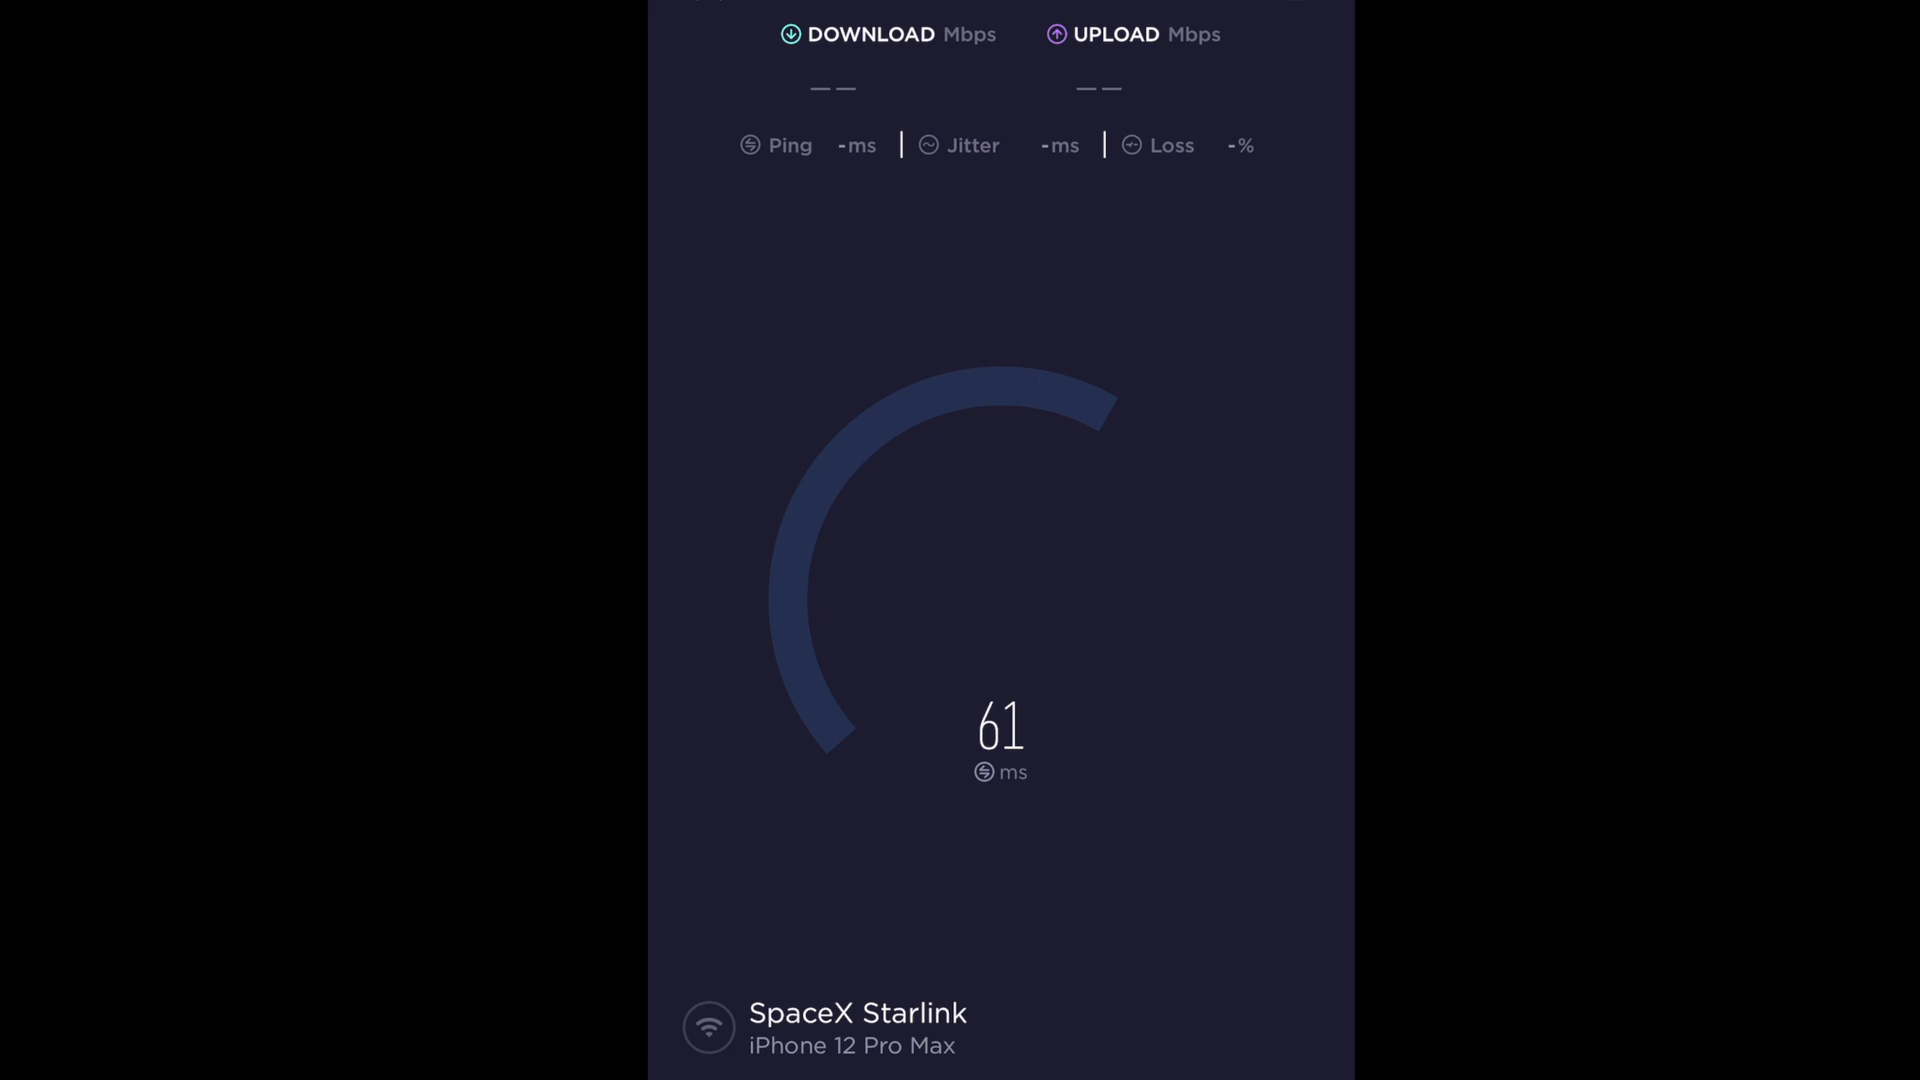 DOWNLOAD Mbps UPLOAD Mbps
— — — —
Ping -ms | Jitter -ms | Loss -%
61
ms
SpaceX Starlink
iPhone 12 Pro Max